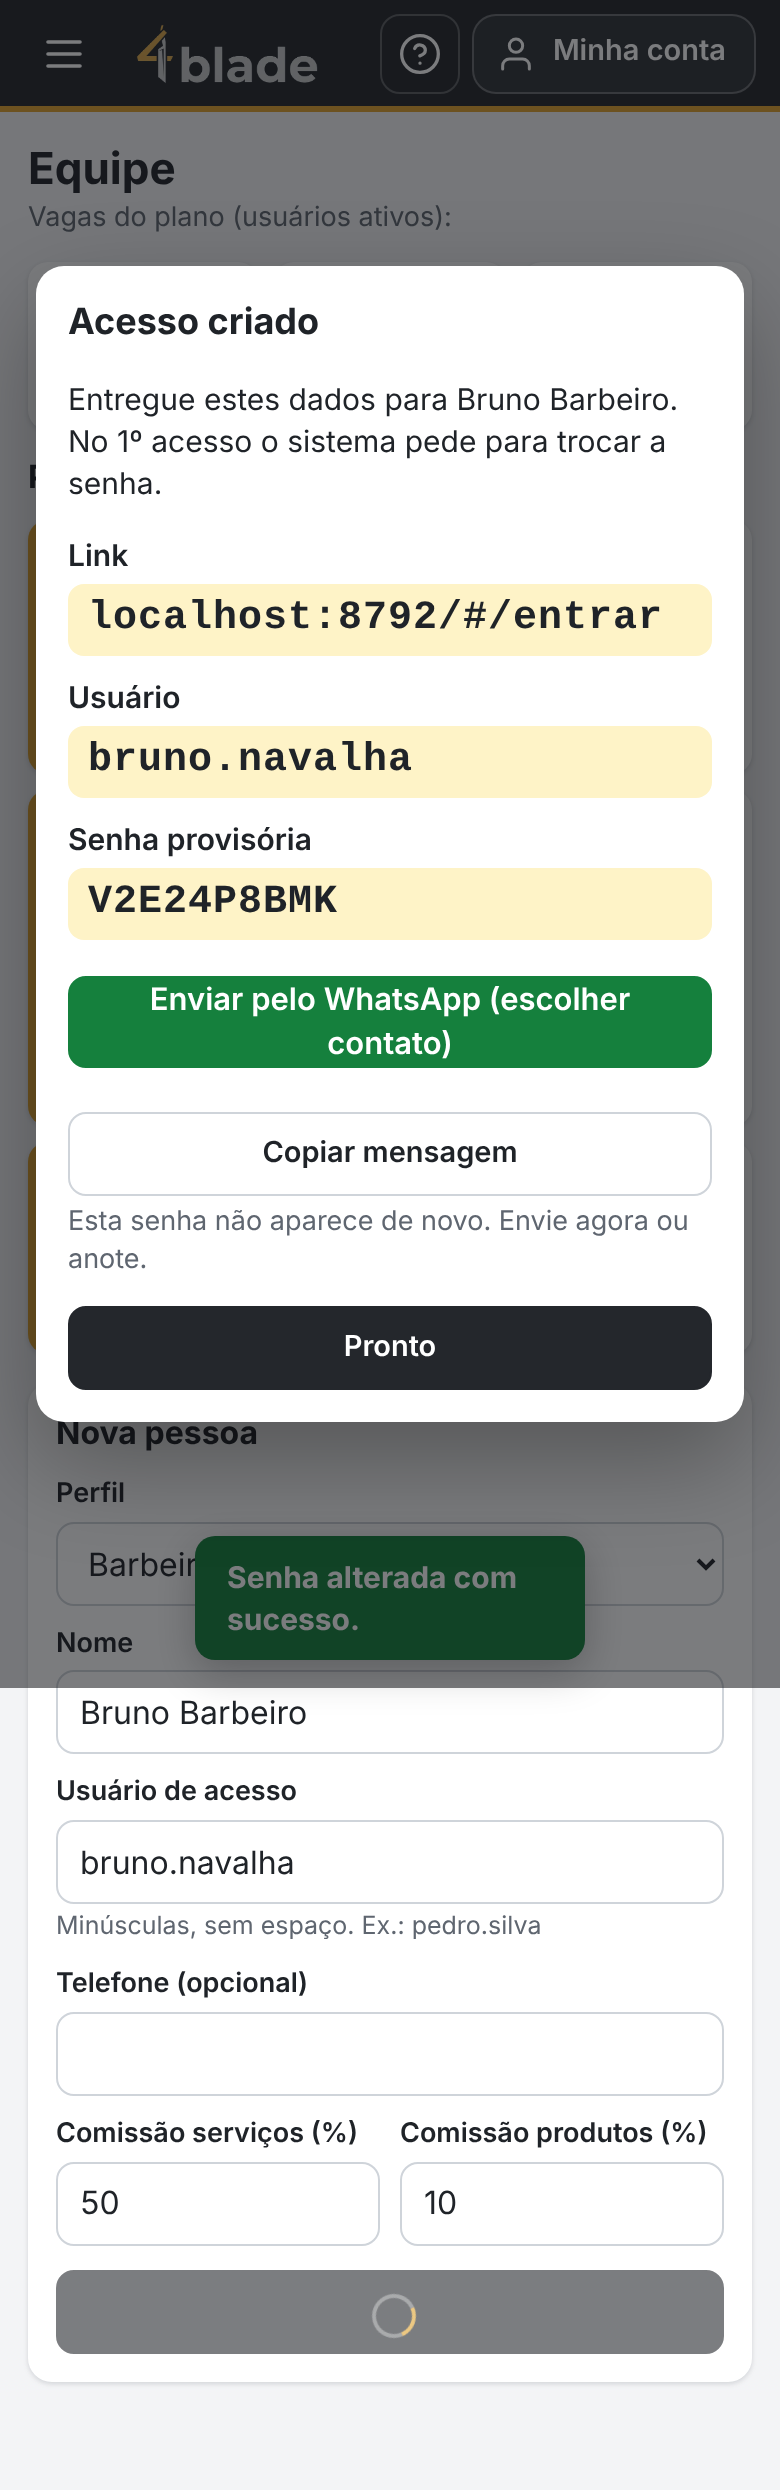 4blade
Minha conta
Equipe
Vagas do plano (usuários ativos):
Acesso criado
Entregue estes dados para Bruno Barbeiro.
No 1º acesso o sistema pede para trocar a
senha.
Link
localhost:8792/#/entrar
Usuário
bruno.navalha
Senha provisória
V2E24P8BMK
Enviar pelo WhatsApp (escolher
contato)
Copiar mensagem
Esta senha não aparece de novo. Envie agora ou
anote.
Pronto
Nova pessoa
Perfil
Senha alterada com
sucesso.
Nome
Bruno Barbeiro
Usuário de acesso
bruno.navalha
Minúsculas, sem espaço. Ex.: pedro.silva
Telefone (opcional)
Comissão serviços (%)
Comissão produtos (%)
50
10